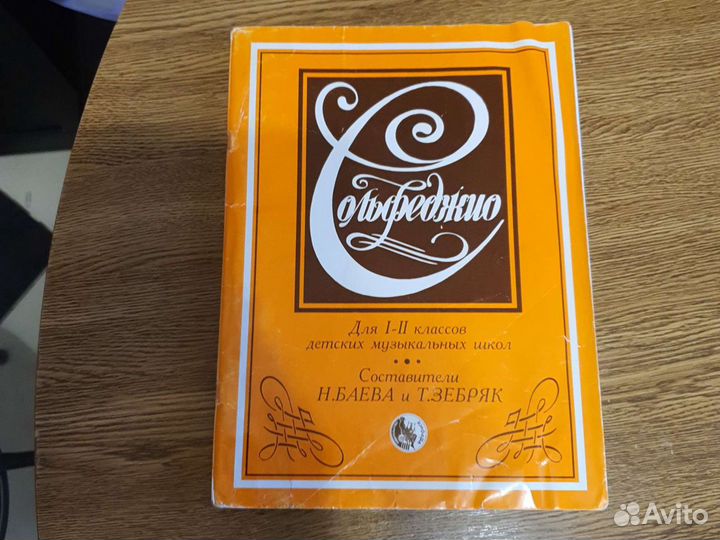 Сольфеджио
Для I-II классов
детских музыкальных школ
Составители
Н.БАЕВА и Т.ЗЕБРЯК
Avito